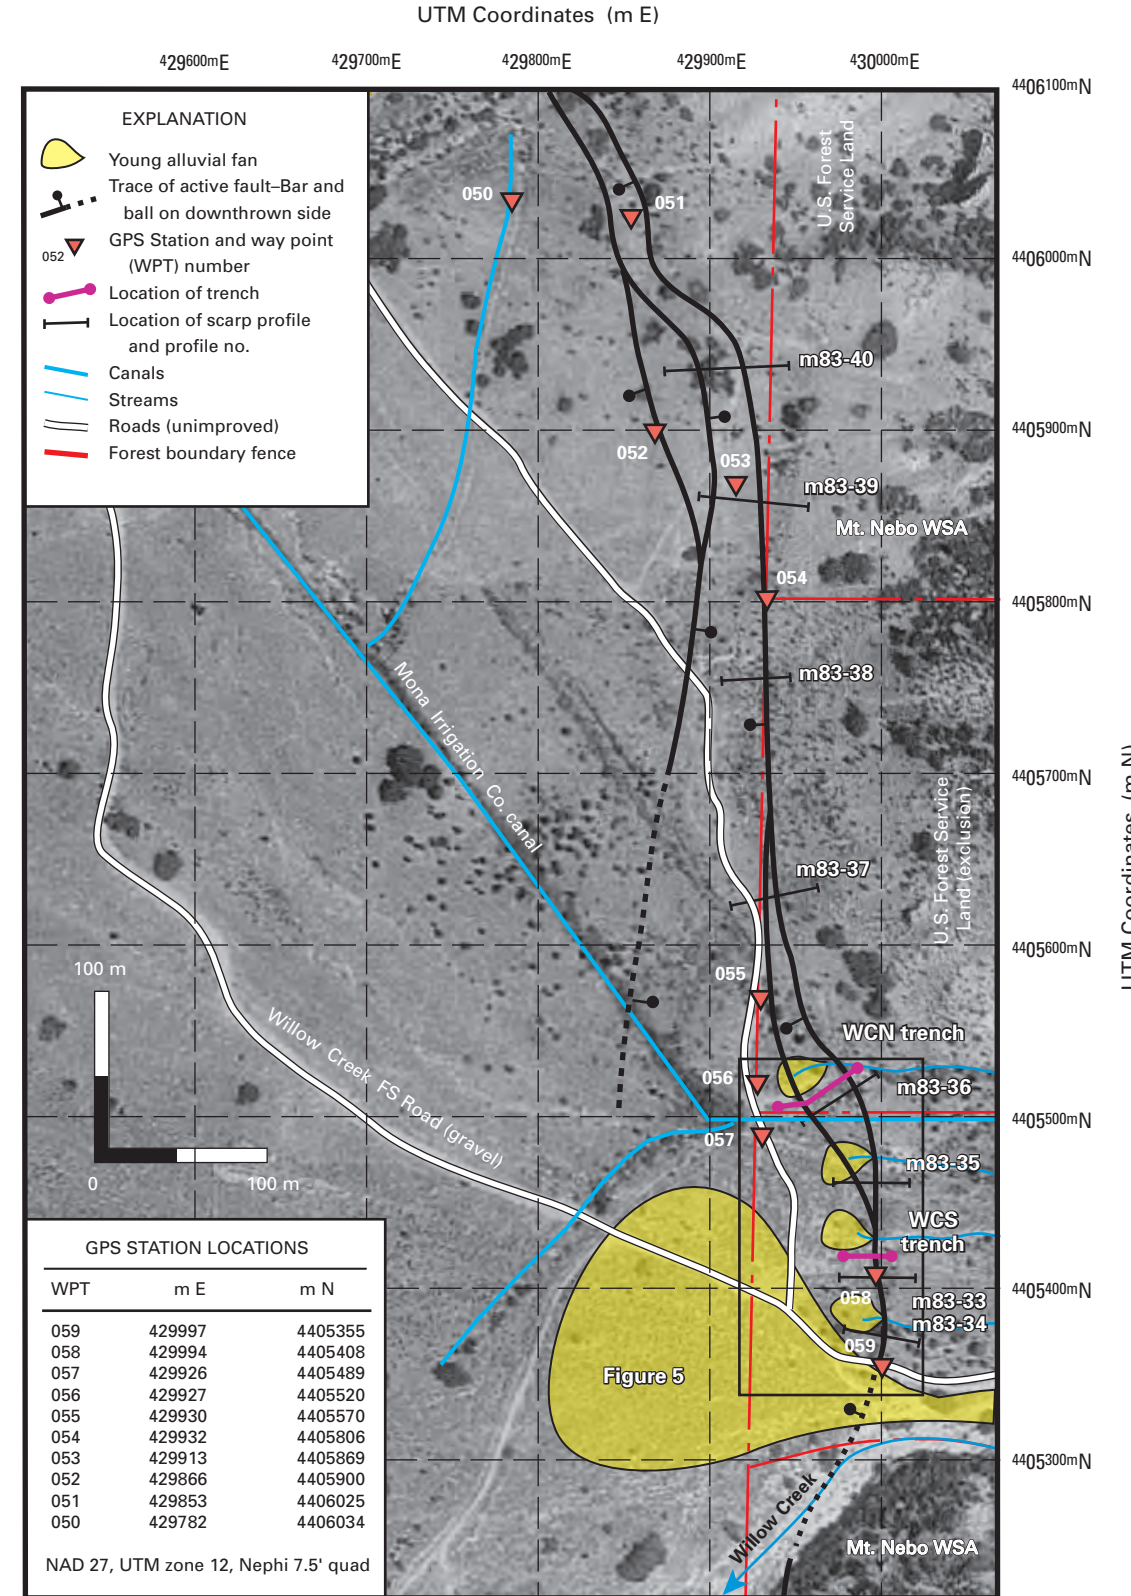 UTM Coordinates (m E)
429600mE
429700mE
429800mE
429900mE
430000mE
4406100mN
4406000mN
4405900mN
4405800mN
4405700mN
4405600mN
4405500mN
4405400mN
4405300mN
UTM Coordinates (m N)
EXPLANATION
Young alluvial fan
Trace of active fault–Bar and
ball on downthrown side
052
GPS Station and way point
(WPT) number
Location of trench
Location of scarp profile
and profile no.
Canals
Streams
Roads (unimproved)
Forest boundary fence
050
051
U.S. Forest
Service Land
m83-40
052
053
m83-39
Mt. Nebo WSA
054
m83-38
Mona Irrigation Co. canal
U.S. Forest Service
Land (exclusion)
m83-37
055
WCN trench
056
m83-36
057
m83-35
WCS
trench
058
m83-33
m83-34
059
Figure 5
Willow Creek FS Road (gravel)
Willow Creek
Mt. Nebo WSA
100 m
0
100 m
GPS STATION LOCATIONS
WPT m E m N
059 429997 4405355
058 429994 4405408
057 429926 4405489
056 429927 4405520
055 429930 4405570
054 429932 4405806
053 429913 4405869
052 429866 4405900
051 429853 4406025
050 429782 4406034
NAD 27, UTM zone 12, Nephi 7.5' quad